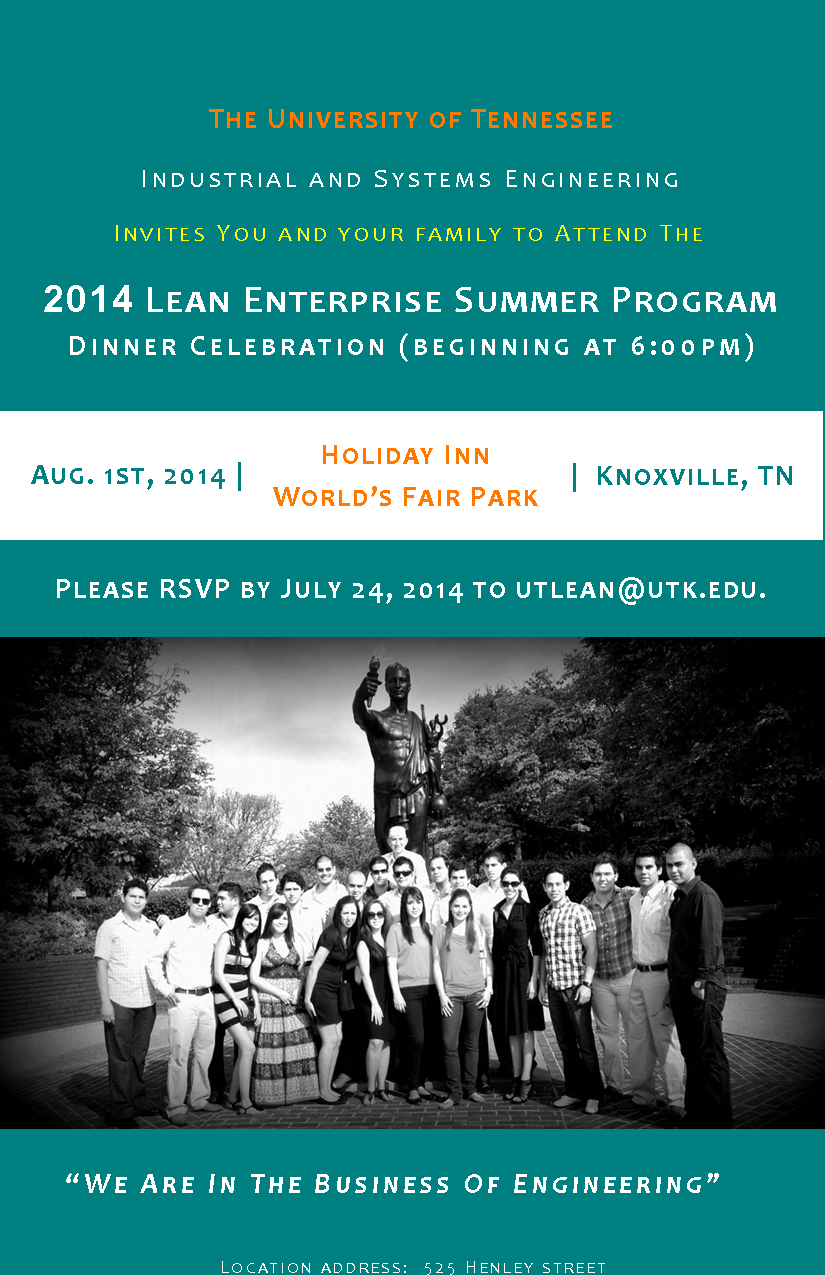 The University of Tennessee
Industrial and Systems Engineering
Invites You and your family to Attend The
2014 Lean Enterprise Summer Program
Dinner Celebration (beginning at 6:00pm)
Aug. 1st, 2014 |
Holiday Inn
World's Fair Park
| Knoxville, TN
Please RSVP by July 24, 2014 to utlean@utk.edu.
"We Are In The Business Of Engineering"
Location address: 525 Henley street